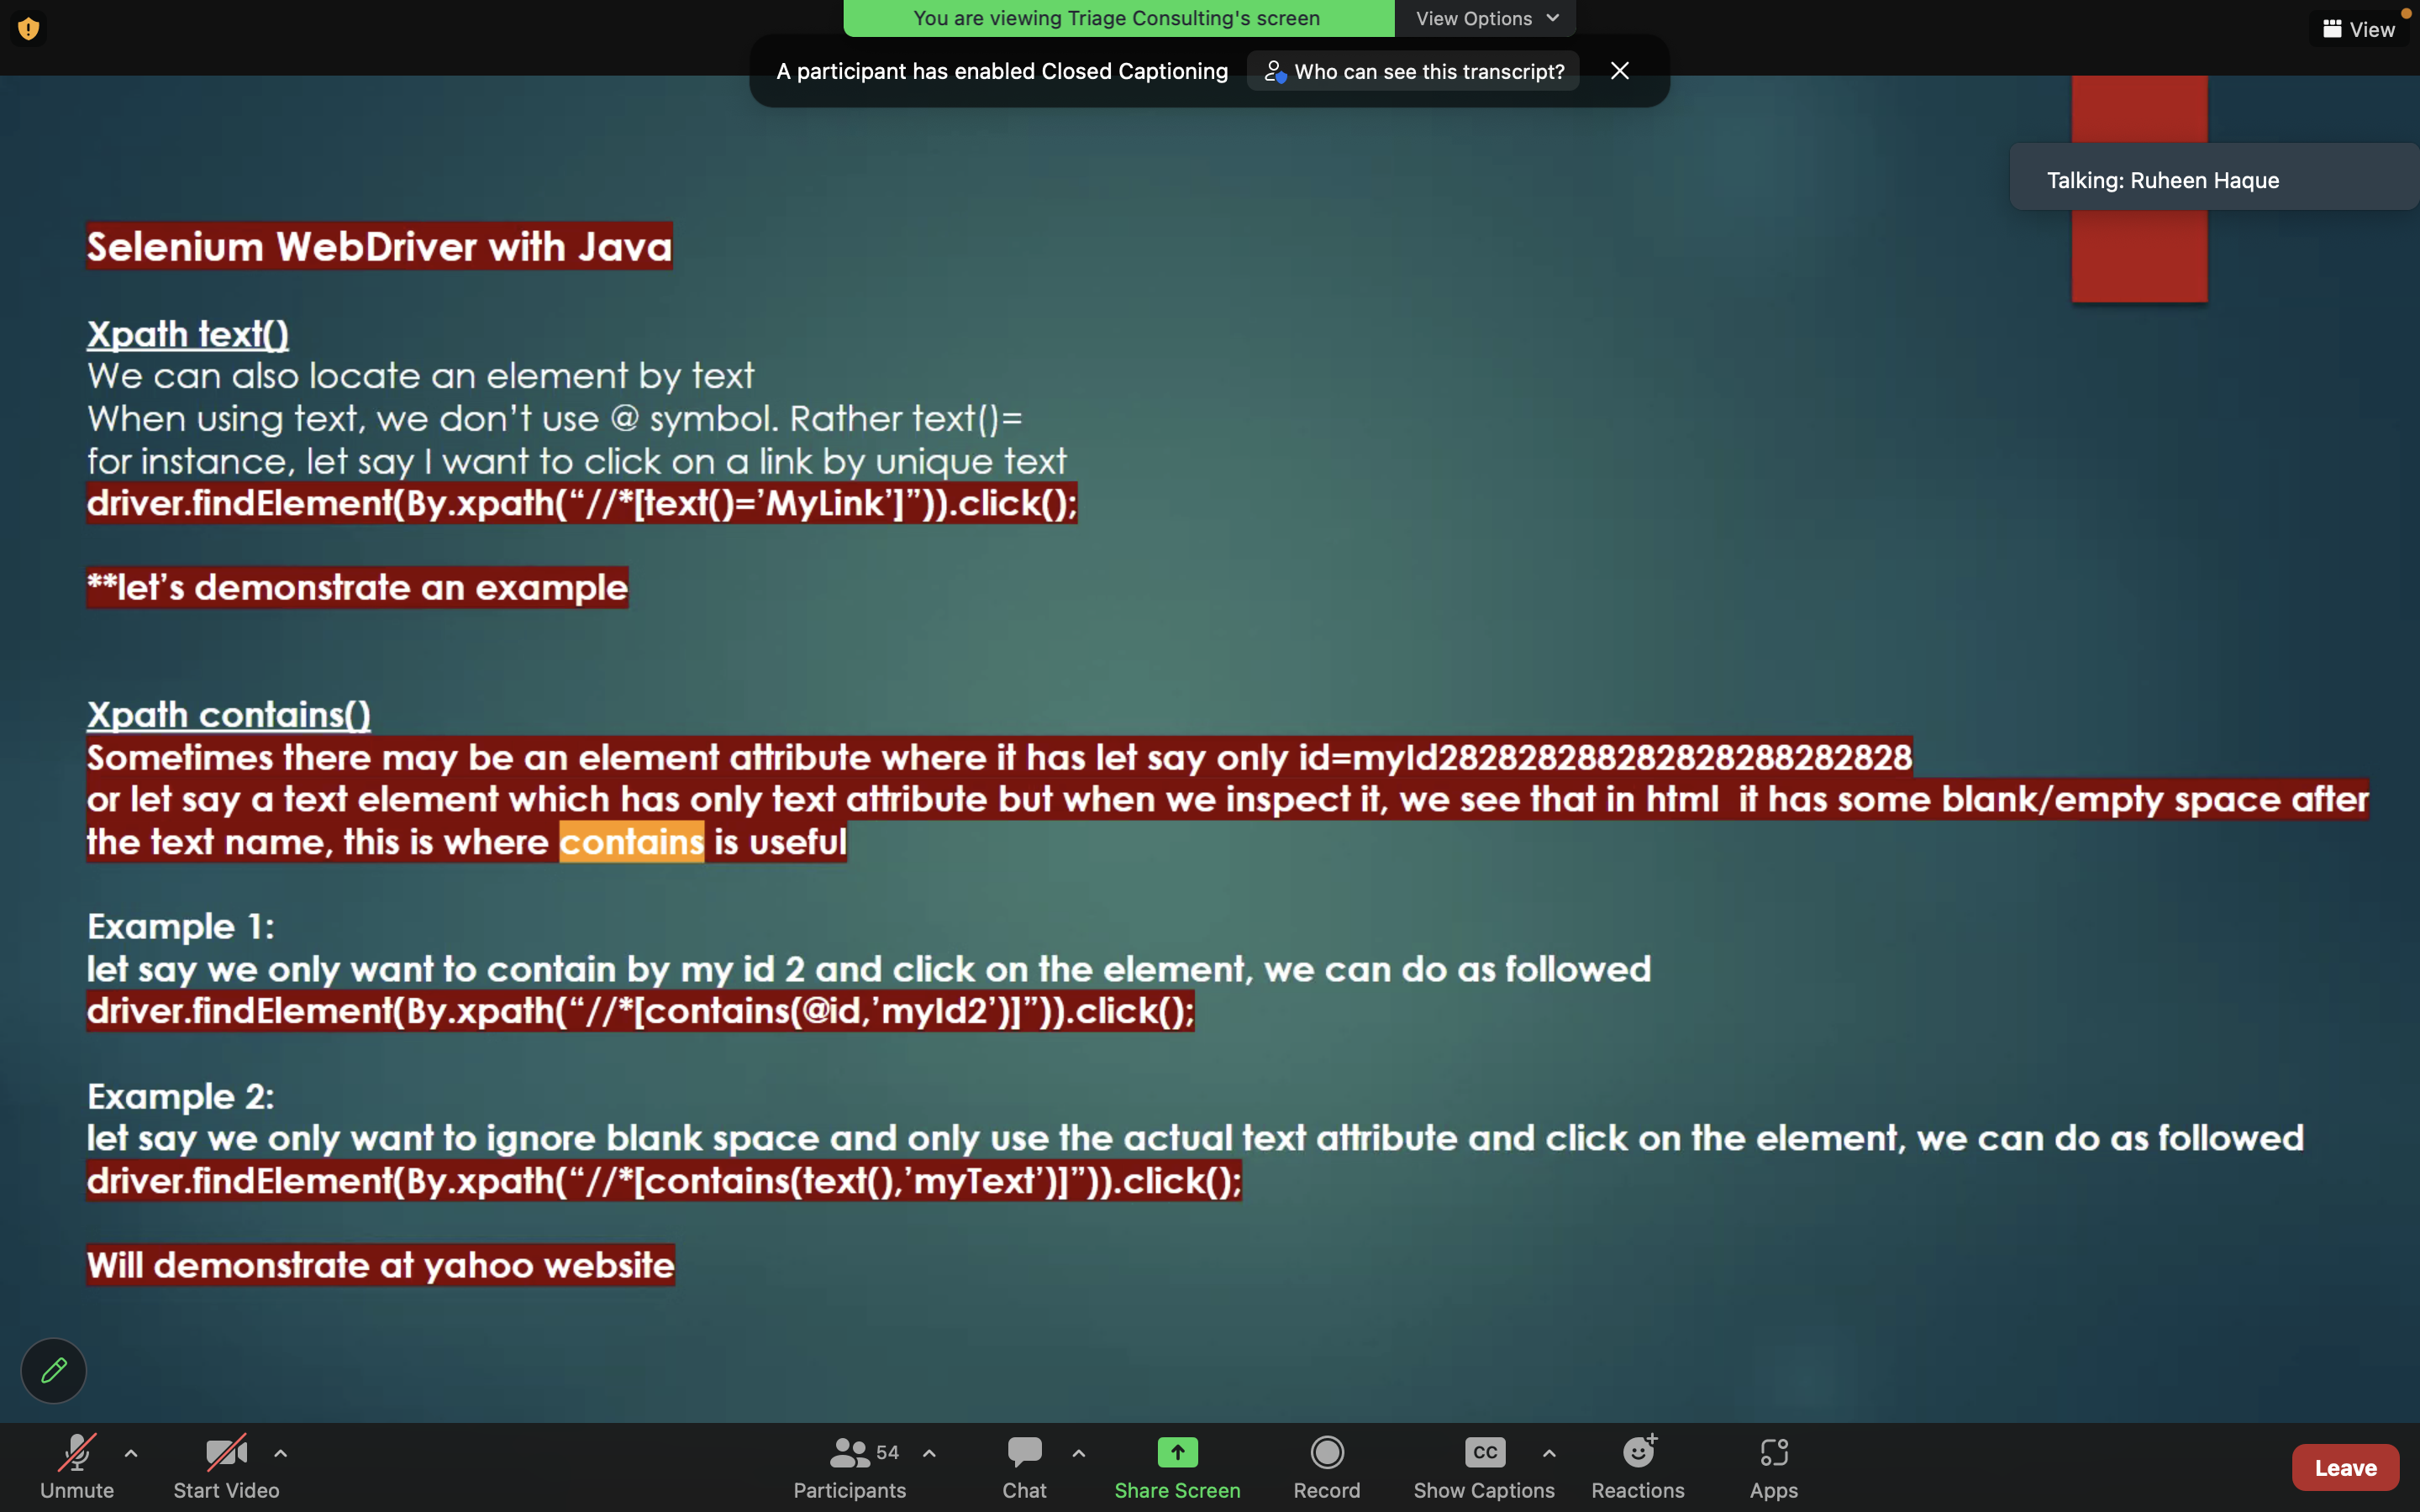 You are viewing Triage Consulting's screen
View Options
View
A participant has enabled Closed Captioning
Who can see this transcript?
Talking: Ruheen Haque
Selenium WebDriver with Java
Xpath text()
We can also locate an element by text
When using text, we don’t use @ symbol. Rather text()=
for instance, let say I want to click on a link by unique text
driver.findElement(By.xpath(“//*[text()=’MyLink’]”)).click();
**let’s demonstrate an example
Xpath contains()
Sometimes there may be an element attribute where it has let say only id=myId282828288282828288282828
or let say a text element which has only text attribute but when we inspect it, we see that in html it has some blank/empty space after
the text name, this is where contains is useful
Example 1:
let say we only want to contain by my id 2 and click on the element, we can do as followed
driver.findElement(By.xpath(“//*[contains(@id,’myId2’)]”)).click();
Example 2:
let say we only want to ignore blank space and only use the actual text attribute and click on the element, we can do as followed
driver.findElement(By.xpath(“//*[contains(text(),’myText’)]”)).click();
Will demonstrate at yahoo website
54
CC
Unmute
Start Video
Participants
Chat
Share Screen
Record
Show Captions
Reactions
Apps
Leave